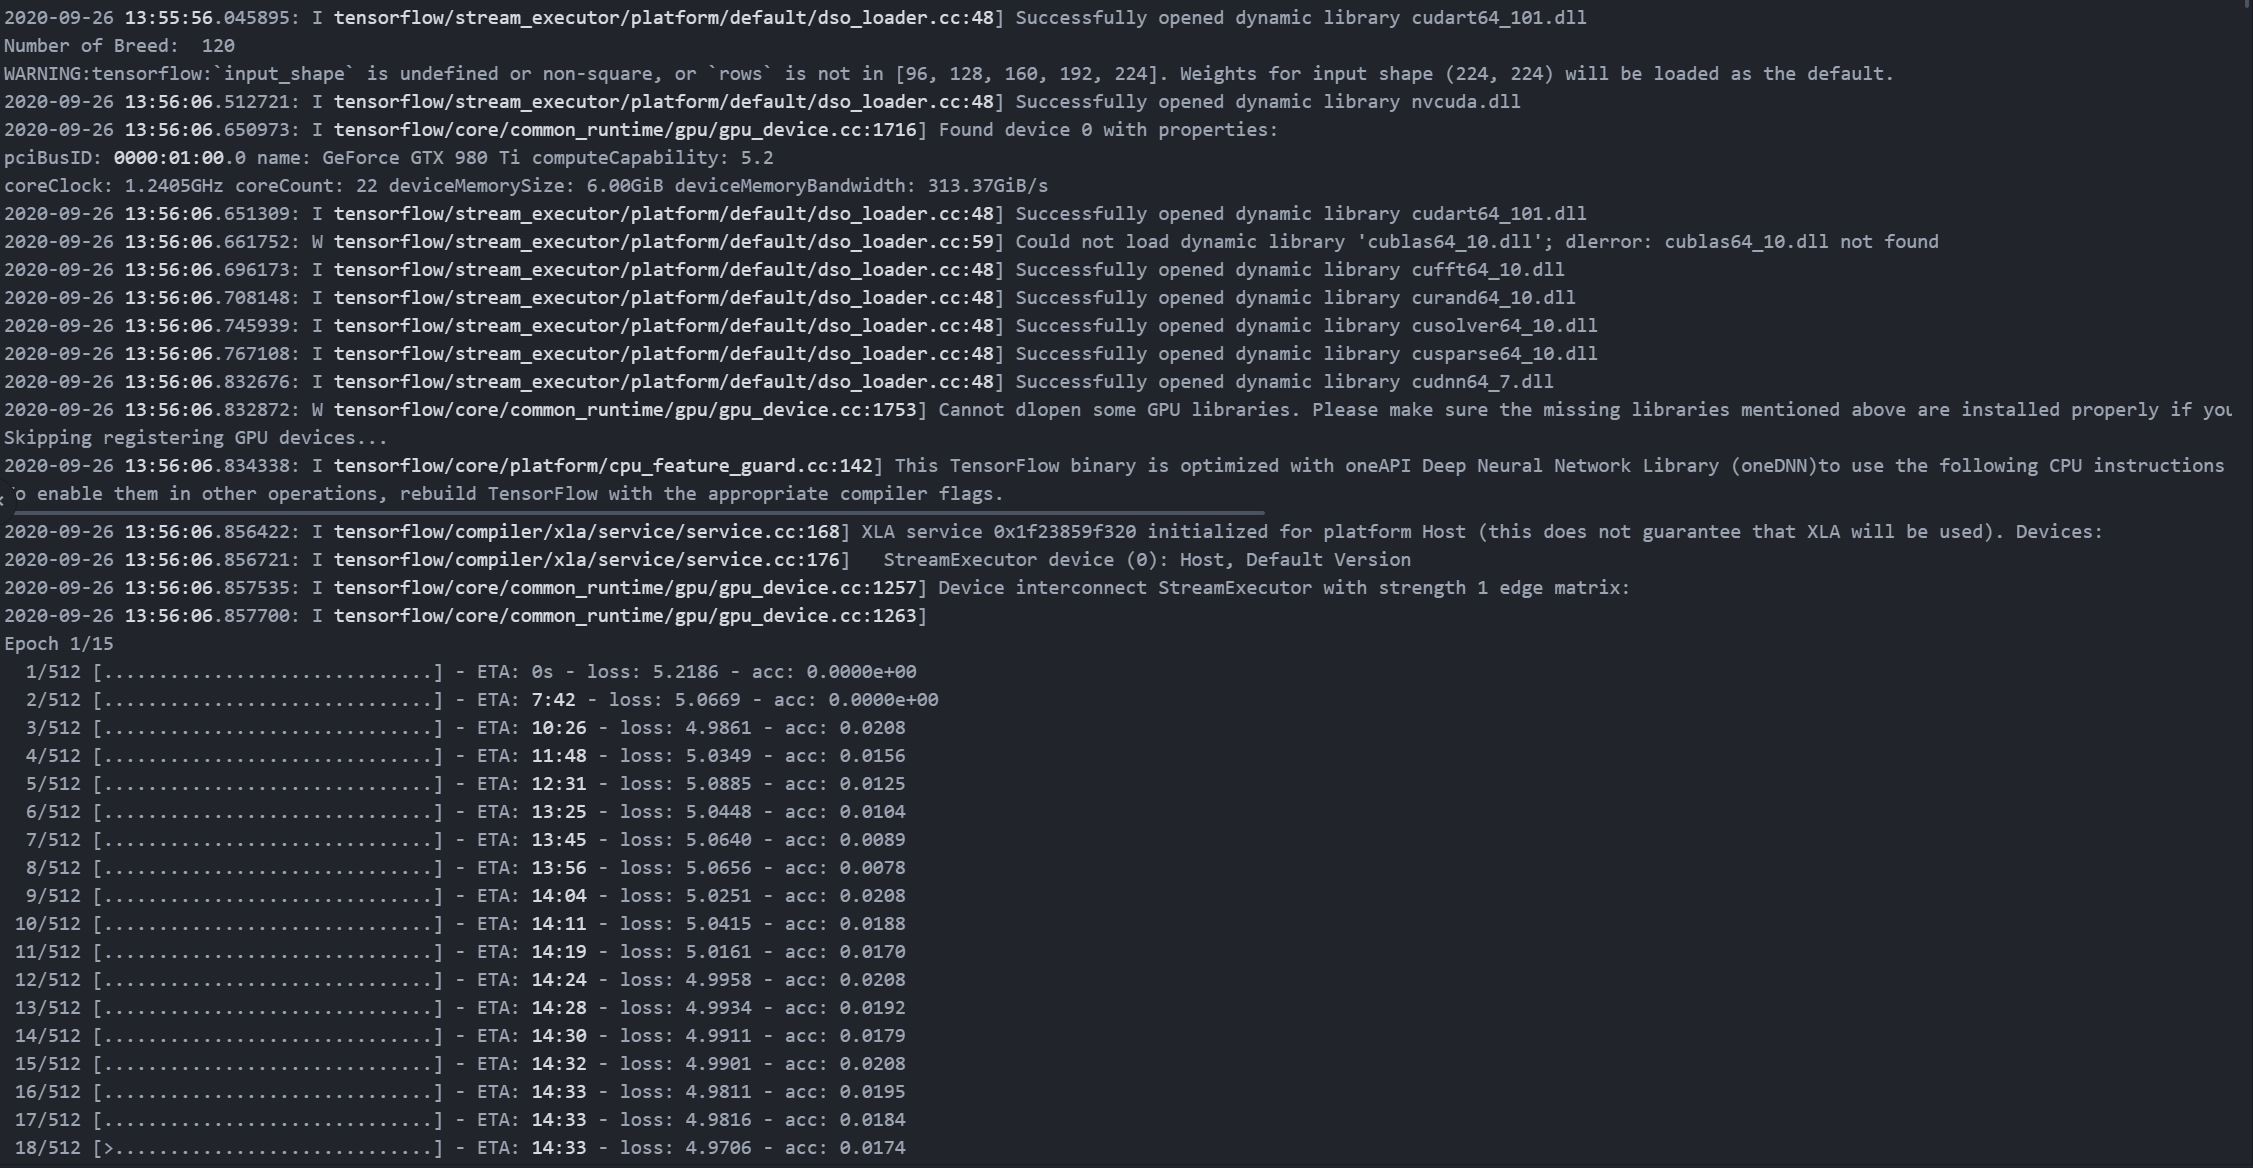 2020-09-26 13:55:56.045895: I tensorflow/stream_executor/platform/default/dso_loader.cc:48] Successfully opened dynamic library cudart64_101.dll
Number of Breed:  120
WARNING:tensorflow:`input_shape` is undefined or non-square, or `rows` is not in [96, 128, 160, 192, 224]. Weights for input shape (224, 224) will be loaded as the default.
2020-09-26 13:56:06.512721: I tensorflow/stream_executor/platform/default/dso_loader.cc:48] Successfully opened dynamic library nvcuda.dll
2020-09-26 13:56:06.650973: I tensorflow/core/common_runtime/gpu/gpu_device.cc:1716] Found device 0 with properties:
pciBusID: 0000:01:00.0 name: GeForce GTX 980 Ti computeCapability: 5.2
coreClock: 1.2405GHz coreCount: 22 deviceMemorySize: 6.00GiB deviceMemoryBandwidth: 313.37GiB/s
2020-09-26 13:56:06.651309: I tensorflow/stream_executor/platform/default/dso_loader.cc:48] Successfully opened dynamic library cudart64_101.dll
2020-09-26 13:56:06.661752: W tensorflow/stream_executor/platform/default/dso_loader.cc:59] Could not load dynamic library 'cublas64_10.dll'; dlerror: cublas64_10.dll not found
2020-09-26 13:56:06.696173: I tensorflow/stream_executor/platform/default/dso_loader.cc:48] Successfully opened dynamic library cufft64_10.dll
2020-09-26 13:56:06.708148: I tensorflow/stream_executor/platform/default/dso_loader.cc:48] Successfully opened dynamic library curand64_10.dll
2020-09-26 13:56:06.745939: I tensorflow/stream_executor/platform/default/dso_loader.cc:48] Successfully opened dynamic library cusolver64_10.dll
2020-09-26 13:56:06.767108: I tensorflow/stream_executor/platform/default/dso_loader.cc:48] Successfully opened dynamic library cusparse64_10.dll
2020-09-26 13:56:06.832676: I tensorflow/stream_executor/platform/default/dso_loader.cc:48] Successfully opened dynamic library cudnn64_7.dll
2020-09-26 13:56:06.832872: W tensorflow/core/common_runtime/gpu/gpu_device.cc:1753] Cannot dlopen some GPU libraries. Please make sure the missing libraries mentioned above are installed properly if you
Skipping registering GPU devices...
2020-09-26 13:56:06.834338: I tensorflow/core/platform/cpu_feature_guard.cc:142] This TensorFlow binary is optimized with oneAPI Deep Neural Network Library (oneDNN)to use the following CPU instructions
o enable them in other operations, rebuild TensorFlow with the appropriate compiler flags.
2020-09-26 13:56:06.856422: I tensorflow/compiler/xla/service/service.cc:168] XLA service 0x1f23859f320 initialized for platform Host (this does not guarantee that XLA will be used). Devices:
2020-09-26 13:56:06.856721: I tensorflow/compiler/xla/service/service.cc:176]   StreamExecutor device (0): Host, Default Version
2020-09-26 13:56:06.857535: I tensorflow/core/common_runtime/gpu/gpu_device.cc:1257] Device interconnect StreamExecutor with strength 1 edge matrix:
2020-09-26 13:56:06.857700: I tensorflow/core/common_runtime/gpu/gpu_device.cc:1263]
Epoch 1/15
1/512 [..............................] - ETA: 0s - loss: 5.2186 - acc: 0.0000e+00
2/512 [..............................] - ETA: 7:42 - loss: 5.0669 - acc: 0.0000e+00
3/512 [..............................] - ETA: 10:26 - loss: 4.9861 - acc: 0.0208
4/512 [..............................] - ETA: 11:48 - loss: 5.0349 - acc: 0.0156
5/512 [..............................] - ETA: 12:31 - loss: 5.0885 - acc: 0.0125
6/512 [..............................] - ETA: 13:25 - loss: 5.0448 - acc: 0.0104
7/512 [..............................] - ETA: 13:45 - loss: 5.0640 - acc: 0.0089
8/512 [..............................] - ETA: 13:56 - loss: 5.0656 - acc: 0.0078
9/512 [..............................] - ETA: 14:04 - loss: 5.0251 - acc: 0.0208
10/512 [..............................] - ETA: 14:11 - loss: 5.0415 - acc: 0.0188
11/512 [..............................] - ETA: 14:19 - loss: 5.0161 - acc: 0.0170
12/512 [..............................] - ETA: 14:24 - loss: 4.9958 - acc: 0.0208
13/512 [..............................] - ETA: 14:28 - loss: 4.9934 - acc: 0.0192
14/512 [..............................] - ETA: 14:30 - loss: 4.9911 - acc: 0.0179
15/512 [..............................] - ETA: 14:32 - loss: 4.9901 - acc: 0.0208
16/512 [..............................] - ETA: 14:33 - loss: 4.9811 - acc: 0.0195
17/512 [..............................] - ETA: 14:33 - loss: 4.9816 - acc: 0.0184
18/512 [>.............................] - ETA: 14:33 - loss: 4.9706 - acc: 0.0174